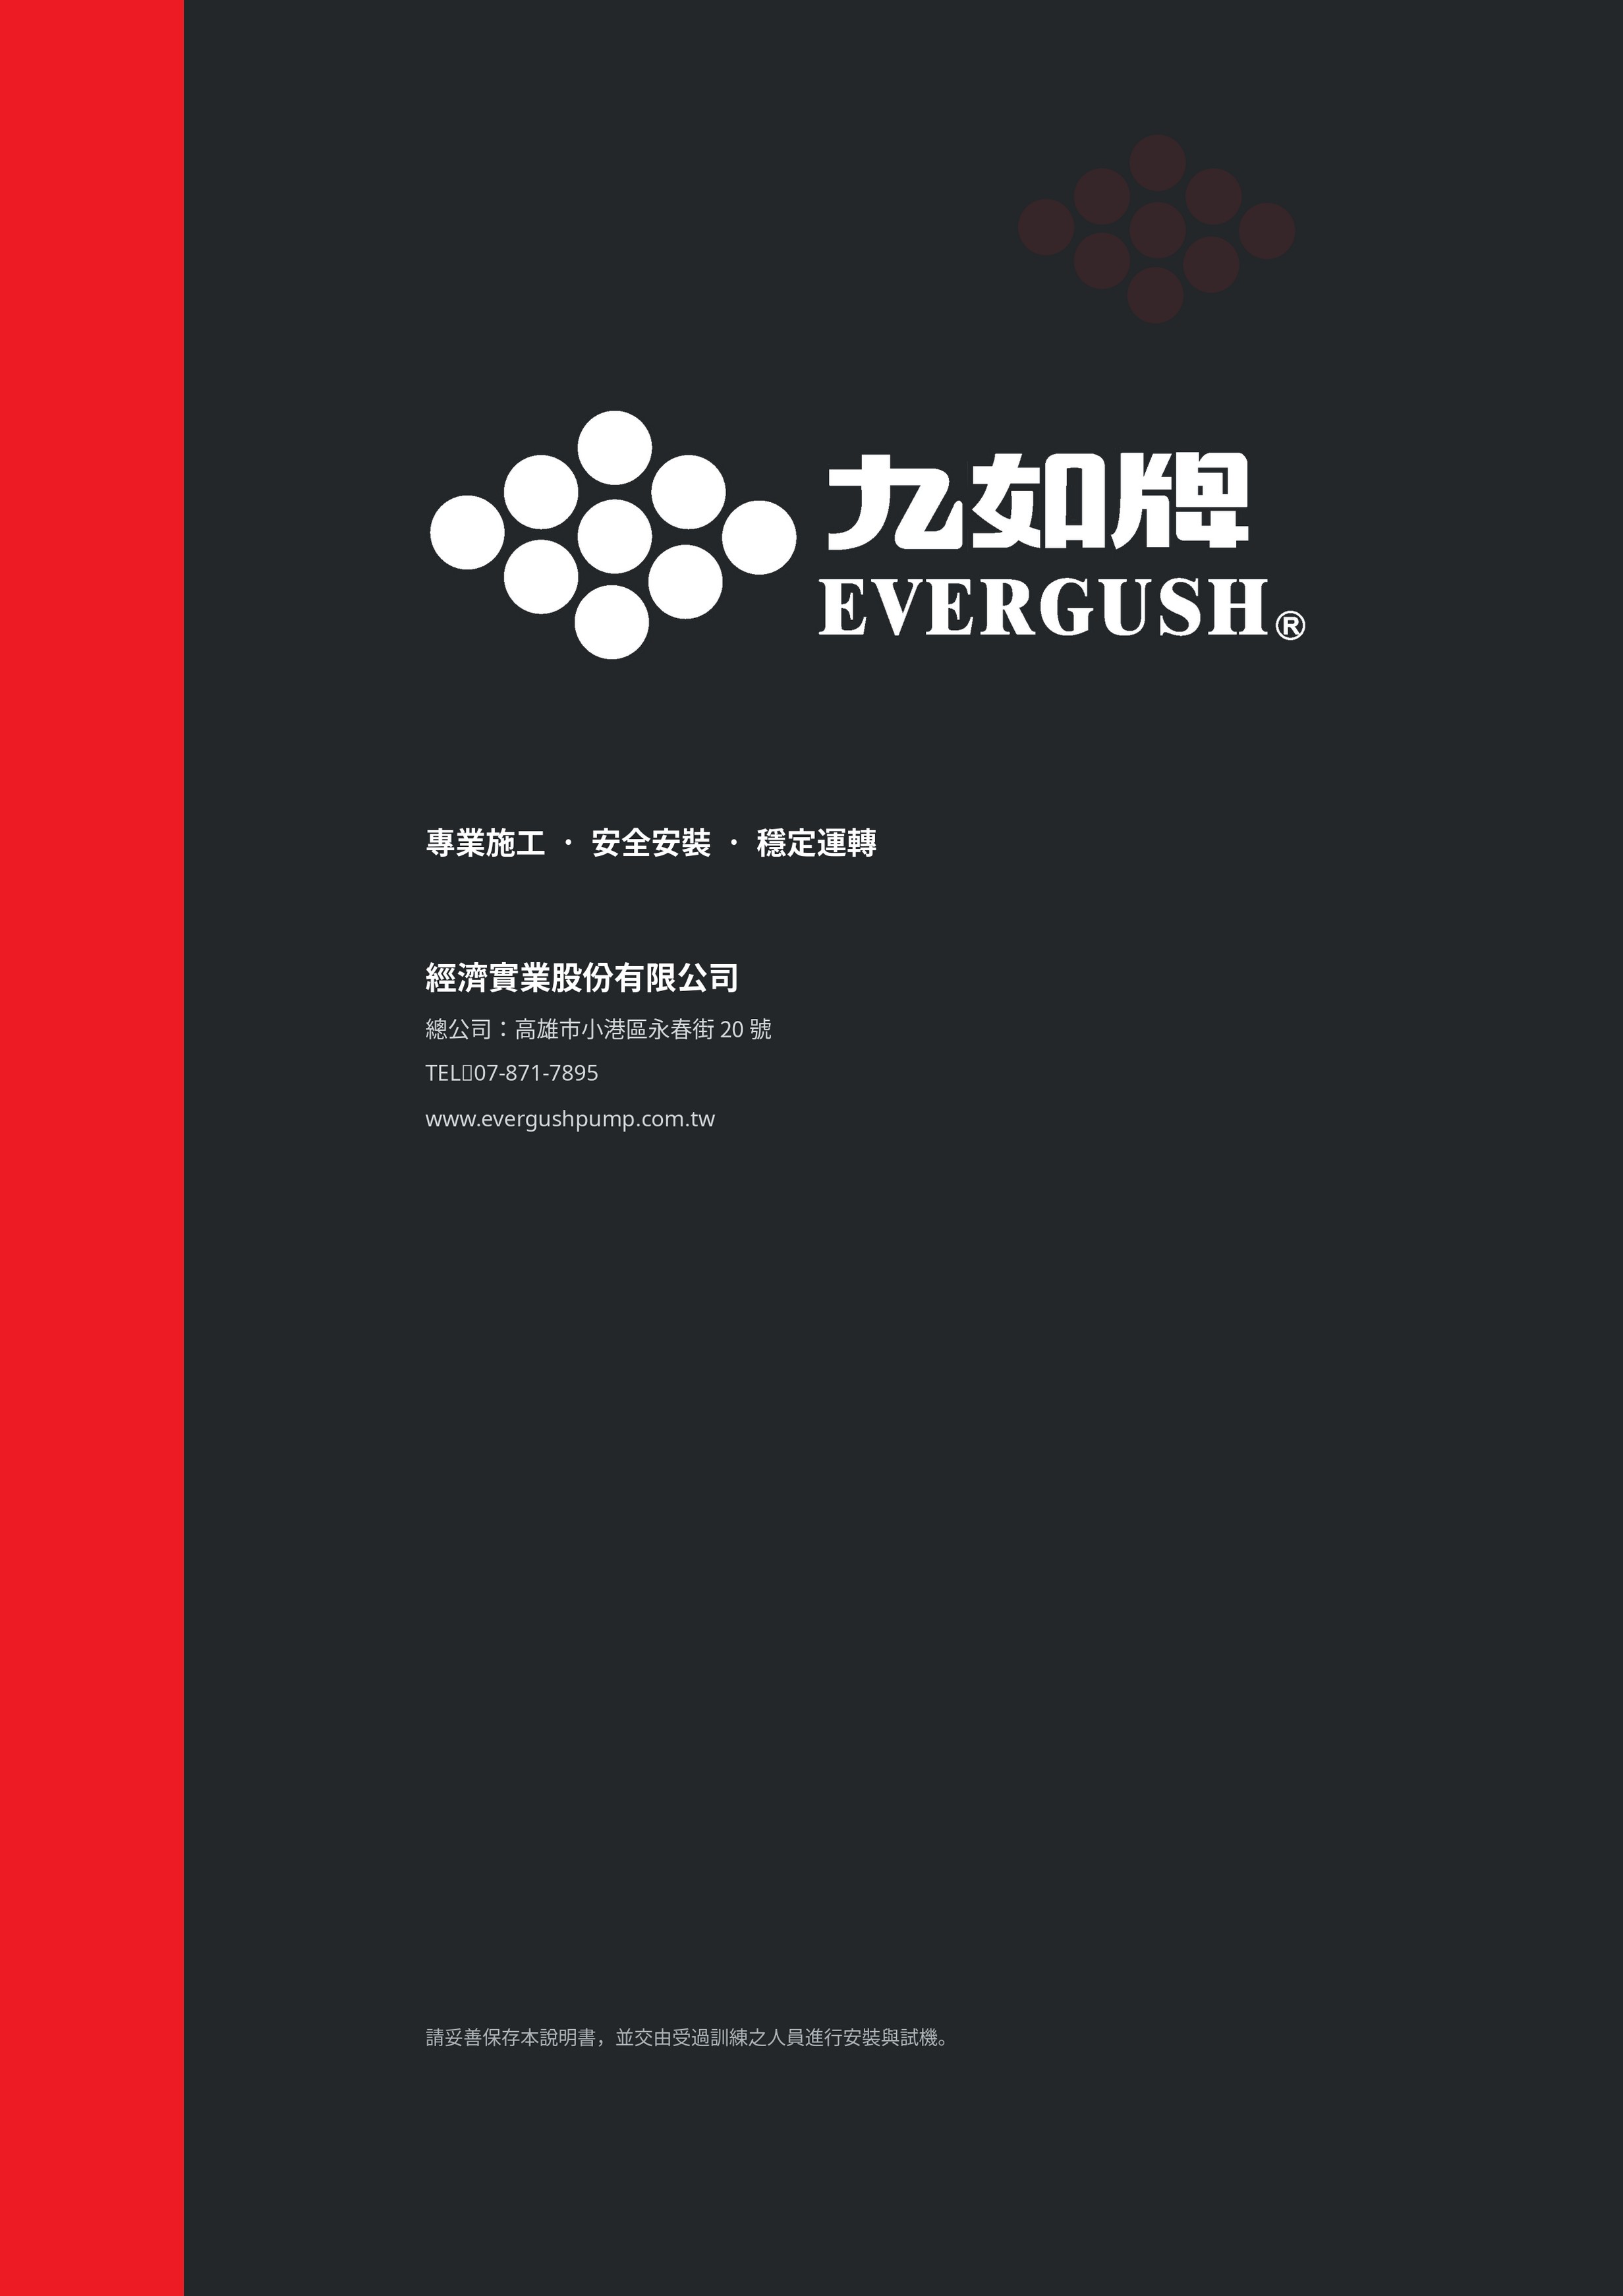 九如牌
EVERGUSH®
專業施工 · 安全安裝 · 穩定運轉
經濟實業股份有限公司
總公司：高雄市小港區永春街 20 號
TEL▯07-871-7895
www.evergushpump.com.tw
請妥善保存本說明書，並交由受過訓練之人員進行安裝與試機。